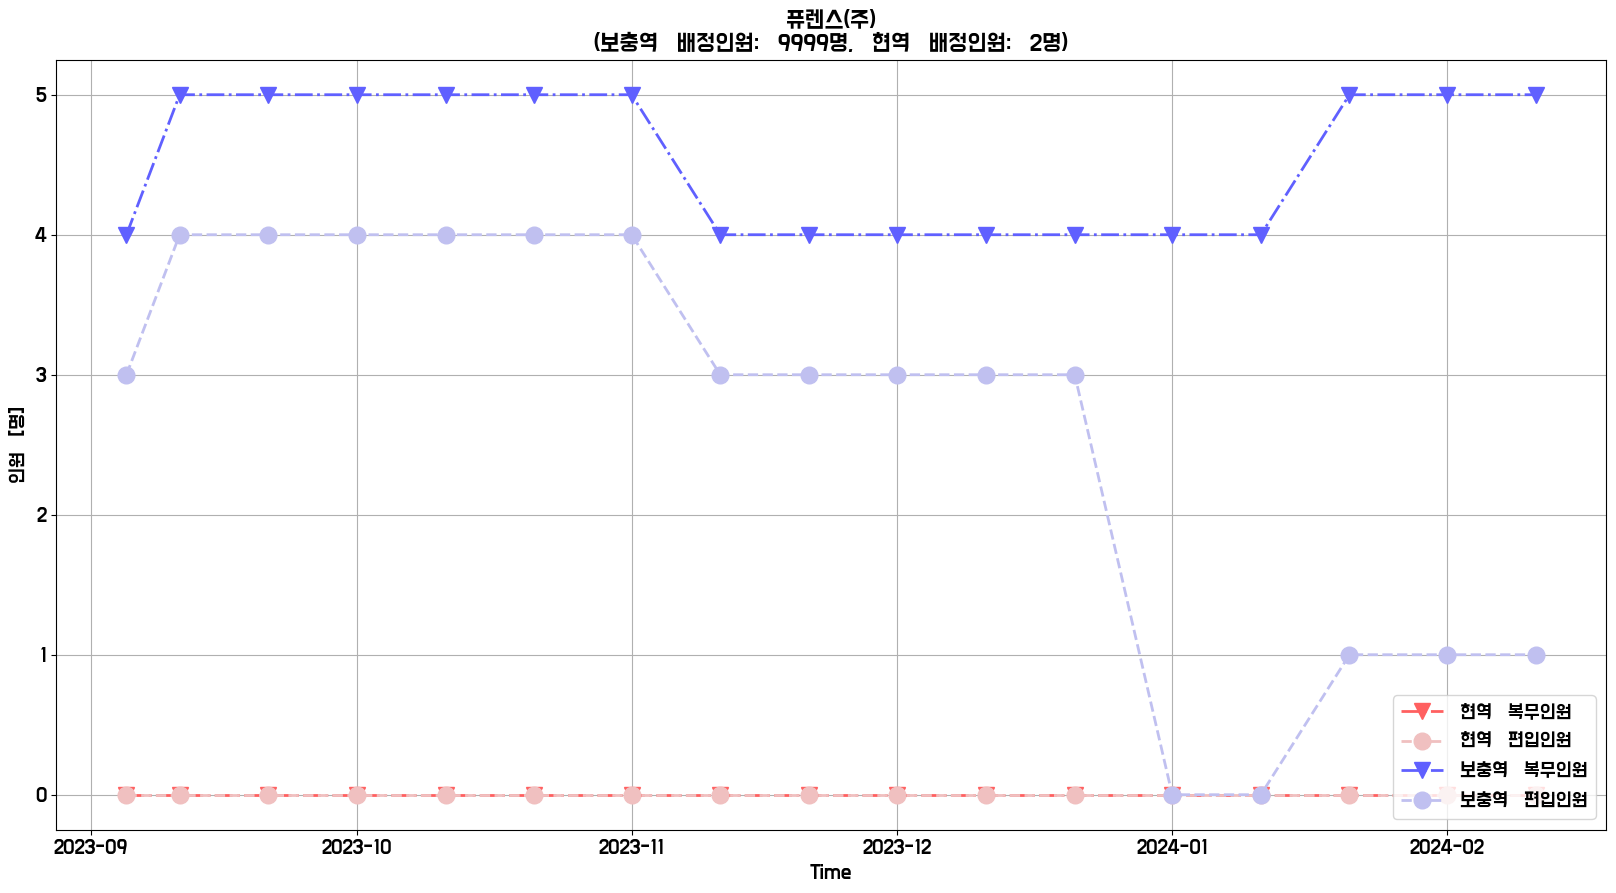 퓨렌스(주)
(보충역 배정인원: 9999명, 현역 배정인원: 2명)
인원 [명]
5
4
3
2
1
0
현역 복무인원
현역 편입인원
보충역 복무인원
보충역 편입인원
2023-09 2023-10 2023-11 2023-12 2024-01 2024-02
Time